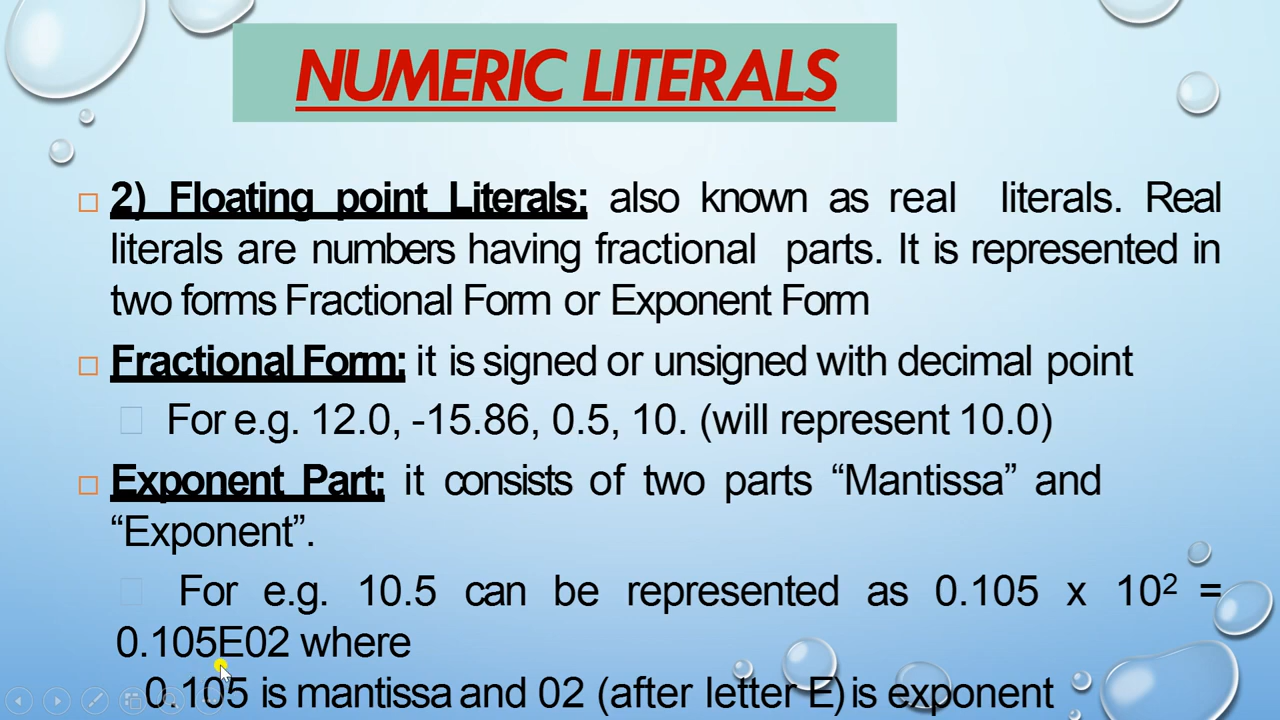 NUMERIC LITERALS
2) Floating point Literals: also known as real literals. Real
literals are numbers having fractional parts. It is represented in
two forms Fractional Form or Exponent Form
Fractional Form: it is signed or unsigned with decimal point
For e.g. 12.0, -15.86, 0.5, 10. (will represent 10.0)
Exponent Part: it consists of two parts “Mantissa” and
“Exponent”.
For e.g. 10.5 can be represented as 0.105 x 10² =
0.105E02 where
0.105 is mantissa and 02 (after letter E) is exponent